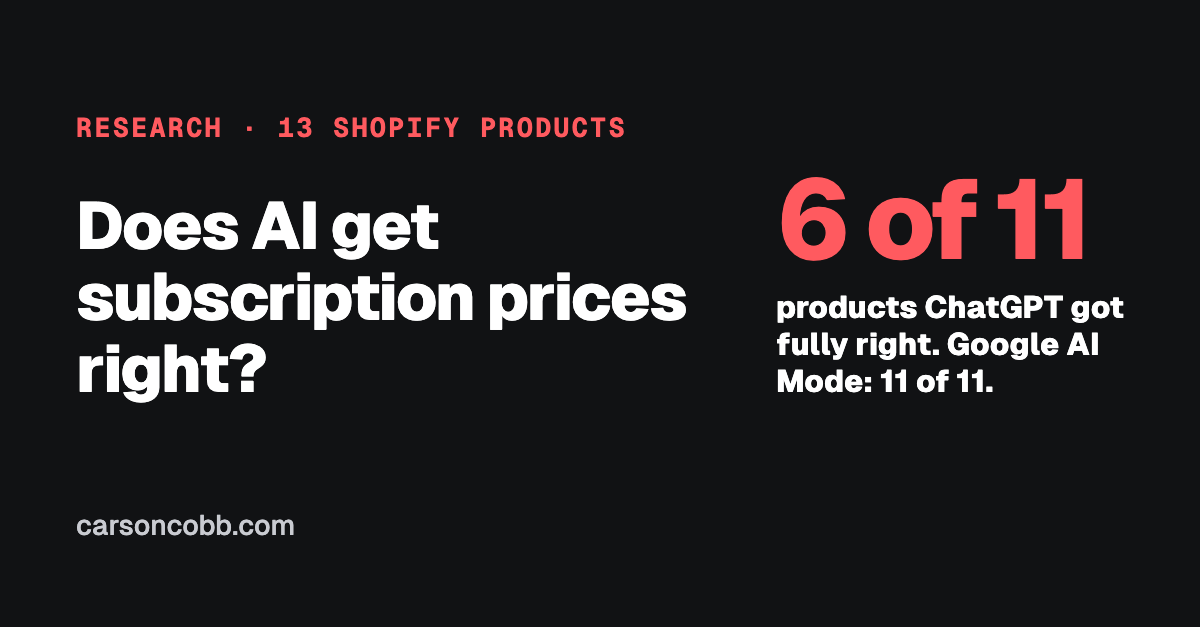 RESEARCH · 13 SHOPIFY PRODUCTS
Does AI get
subscription prices
right?
6 of 11
products ChatGPT got
fully right. Google AI
Mode: 11 of 11.
carsoncobb.com